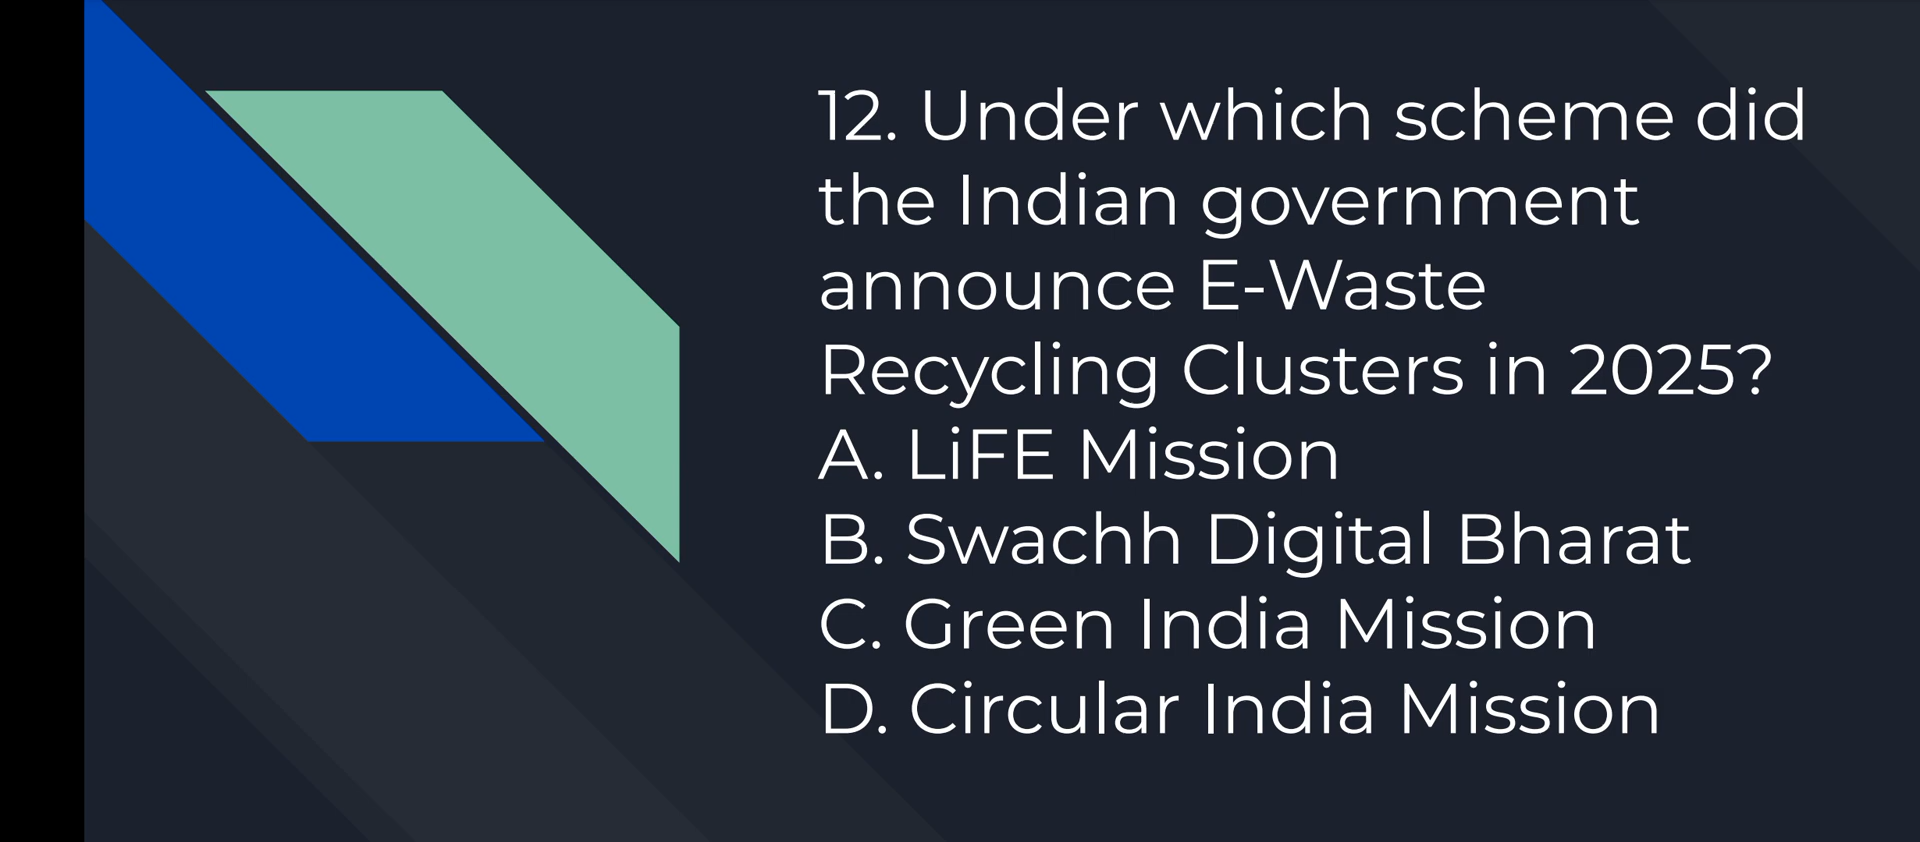 12. Under which scheme did
the Indian government
announce E-Waste
Recycling Clusters in 2025?
A. LiFE Mission
B. Swachh Digital Bharat
C. Green India Mission
D. Circular India Mission